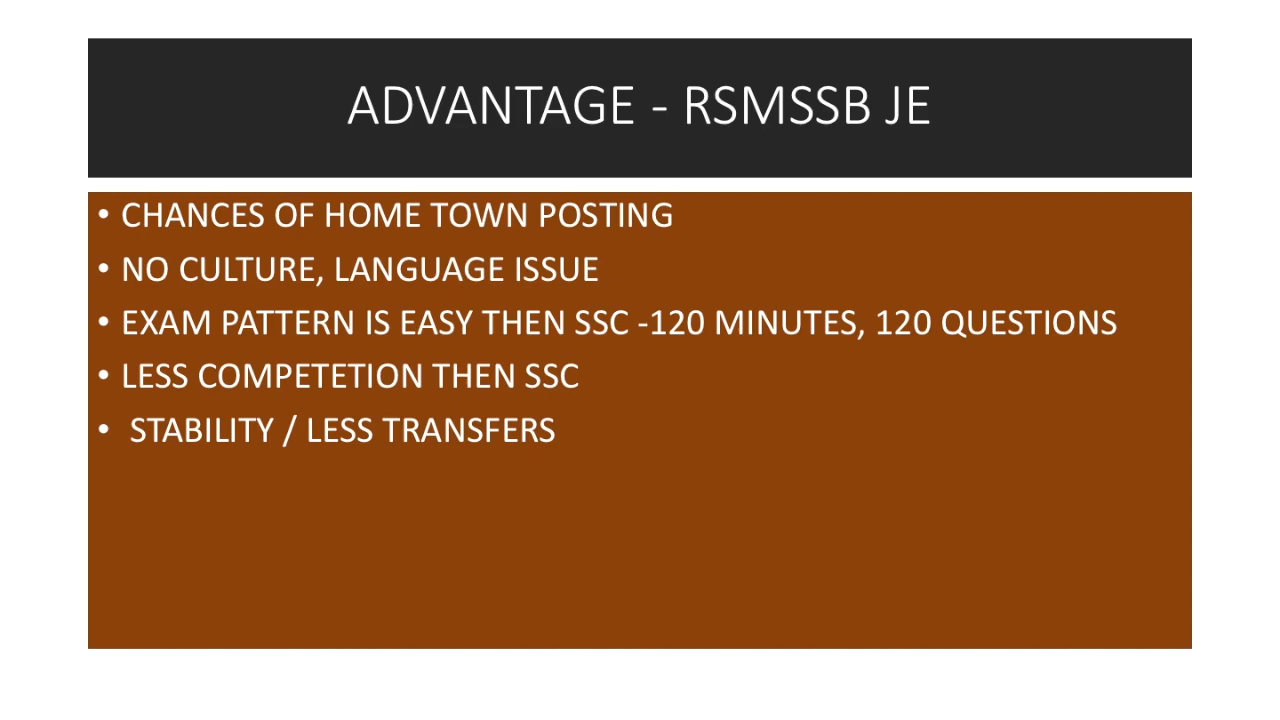 ADVANTAGE - RSMSSB JE
• CHANCES OF HOME TOWN POSTING
• NO CULTURE, LANGUAGE ISSUE
• EXAM PATTERN IS EASY THEN SSC -120 MINUTES, 120 QUESTIONS
• LESS COMPETETION THEN SSC
• STABILITY / LESS TRANSFERS